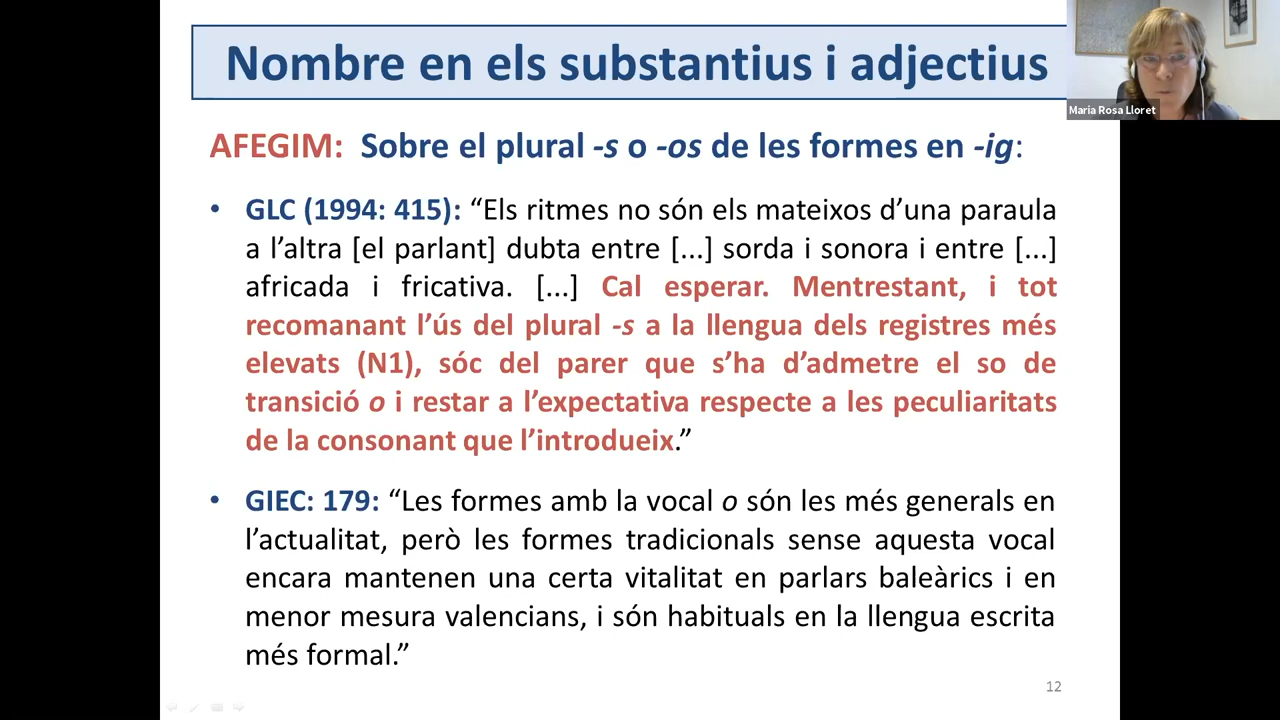 Nombre en els substantius i adjectius
Maria Rosa Lloret
AFEGIM: Sobre el plural -s o -os de les formes en -ig:
• GLC (1994: 415): “Els ritmes no són els mateixos d’una paraula
a l’altra [el parlant] dubta entre [...] sorda i sonora i entre [...]
africada i fricativa. [...] Cal esperar. Mentrestant, i tot
recomanant l’ús del plural -s a la llengua dels registres més
elevats (N1), sóc del parer que s’ha d’admetre el so de
transició o i restar a l’expectativa respecte a les peculiaritats
de la consonant que l’introdueix.”
• GIEC: 179: “Les formes amb la vocal o són les més generals en
l’actualitat, però les formes tradicionals sense aquesta vocal
encara mantenen una certa vitalitat en parlars baleàrics i en
menor mesura valencians, i són habituals en la llengua escrita
més formal.”
12